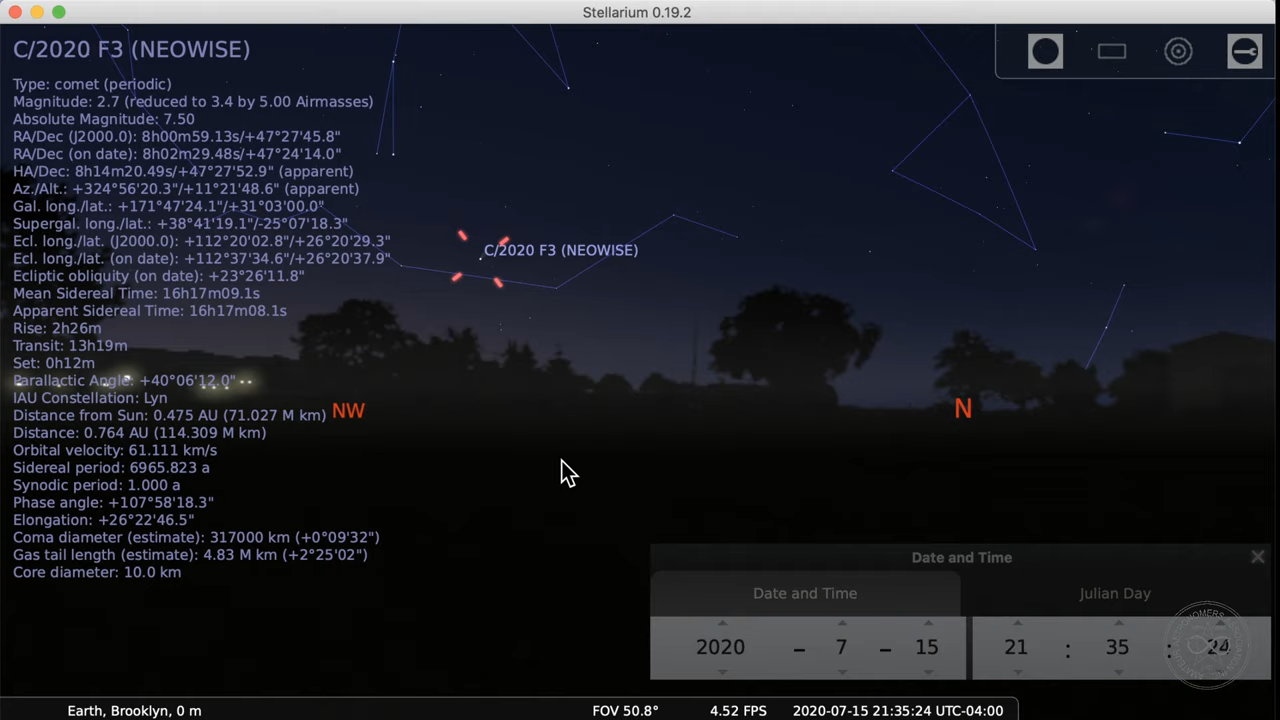 Stellarium 0.19.2
C/2020 F3 (NEOWISE)
Type: comet (periodic)
Magnitude: 2.7 (reduced to 3.4 by 5.00 Airmasses)
Absolute Magnitude: 7.50
RA/Dec (J2000.0): 8h00m59.13s/+47°27'45.8"
RA/Dec (on date): 8h02m29.48s/+47°24'14.0"
HA/Dec: 8h14m20.49s/+47°27'52.9" (apparent)
Az./Alt.: +324°56'20.3"/+11°21'48.6" (apparent)
Gal. long./lat.: +171°47'24.1"/+31°03'00.0"
Supergal. long./lat.: +38°41'19.1"/-25°07'18.3"
Ecl. long./lat. (J2000.0): +112°20'02.8"/+26°20'29.3"
Ecl. long./lat. (on date): +112°37'34.6"/+26°20'37.9"
Ecliptic obliquity (on date): +23°26'11.8"
Mean Sidereal Time: 16h17m09.1s
Apparent Sidereal Time: 16h17m08.1s
Rise: 2h26m
Transit: 13h19m
Set: 0h12m
Parallactic Angle: +40°06'12.0"
IAU Constellation: Lyn
Distance from Sun: 0.475 AU (71.027 M km)
Distance: 0.764 AU (114.309 M km)
Orbital velocity: 61.111 km/s
Sidereal period: 6965.823 a
Synodic period: 1.000 a
Phase angle: +107°58'18.3"
Elongation: +26°22'46.5"
Coma diameter (estimate): 317000 km (+0°09'32")
Gas tail length (estimate): 4.83 M km (+2°25'02")
Core diameter: 10.0 km
C/2020 F3 (NEOWISE)
NW
N
Date and Time
Date and Time
Julian Day
2020 – 7 – 15
21 : 35 : 24
Earth, Brooklyn, 0 m
FOV 50.8°
4.52 FPS
2020-07-15 21:35:24 UTC-04:00